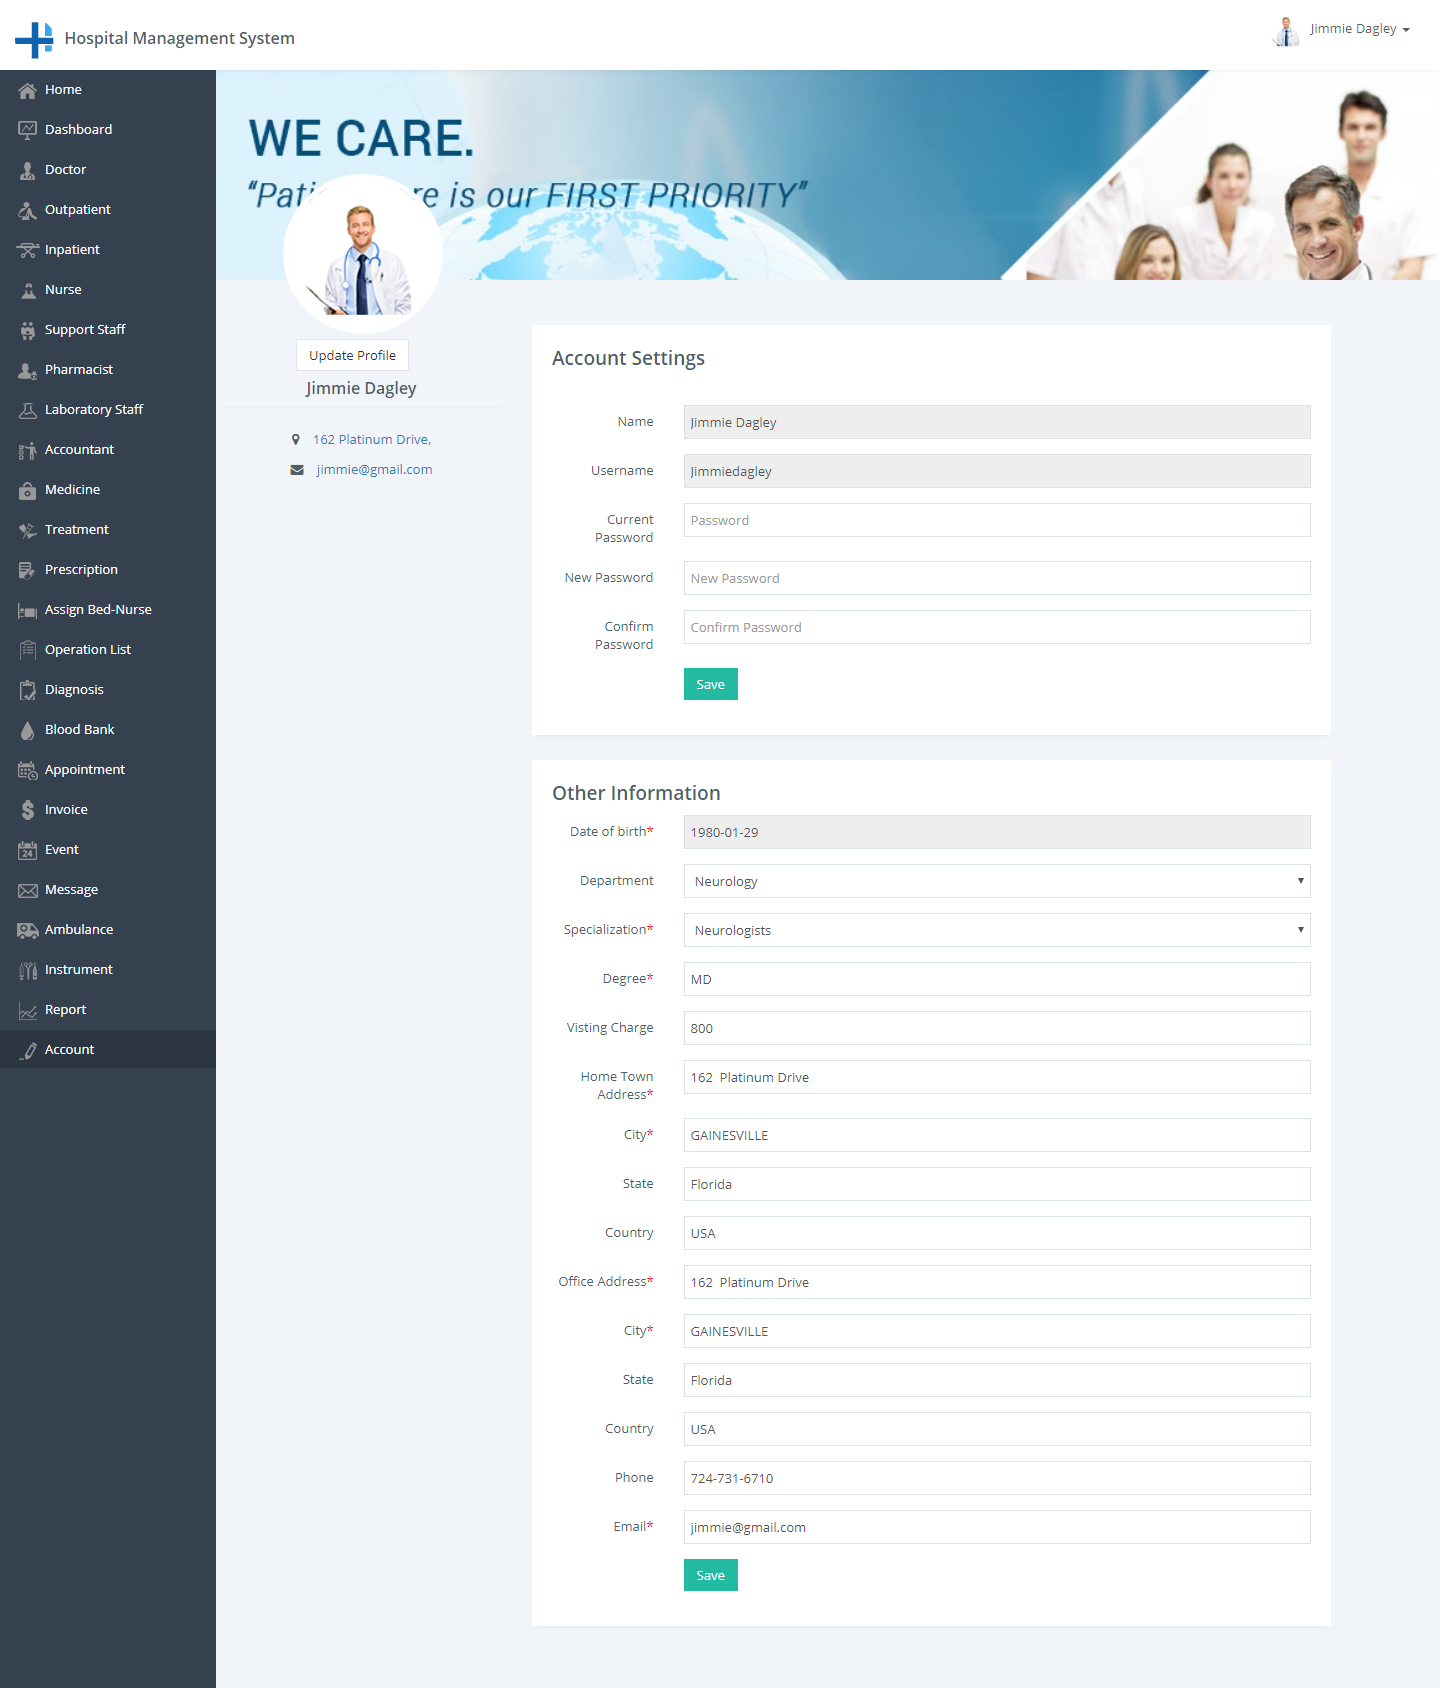 Hospital Management System
Jimmie Dagley
Home
Dashboard
Doctor
Outpatient
Inpatient
Nurse
Support Staff
Pharmacist
Laboratory Staff
Accountant
Medicine
Treatment
Prescription
Assign Bed-Nurse
Operation List
Diagnosis
Blood Bank
Appointment
Invoice
Event
24
Message
Ambulance
Instrument
Report
Account
WE CARE.
is our FIRST PRIORITY”
Update Profile
Jimmie Dagley
162 Platinum Drive,
jimmie@gmail.com
Account Settings
Name
Jimmie Dagley
Username
Jimmiedagley
Current
Password
Password
New Password
New Password
Confirm
Password
Confirm Password
Save
Other Information
Date of birth*
1980-01-29
Department
Neurology
Specialization*
Neurologists
Degree*
MD
Visting Charge
800
Home Town
Address*
162 Platinum Drive
City*
GAINESVILLE
State
Florida
Country
USA
Office Address*
162 Platinum Drive
City*
GAINESVILLE
State
Florida
Country
USA
Phone
724-731-6710
Email*
jimmie@gmail.com
Save